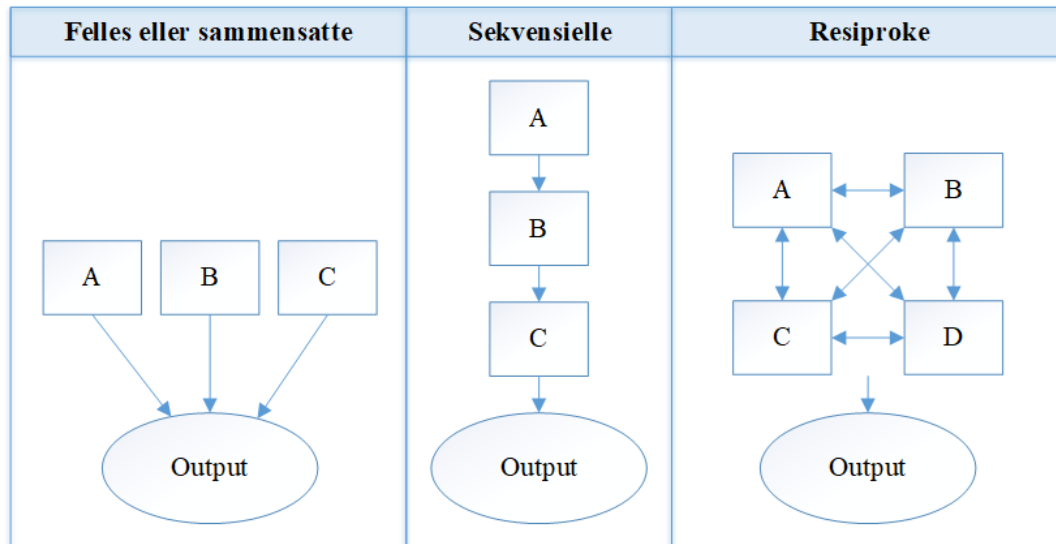 Felles eller sammensatte
Sekvensielle
Resiproke
A B C
Output
A
B
C
Output
A B
C D
Output